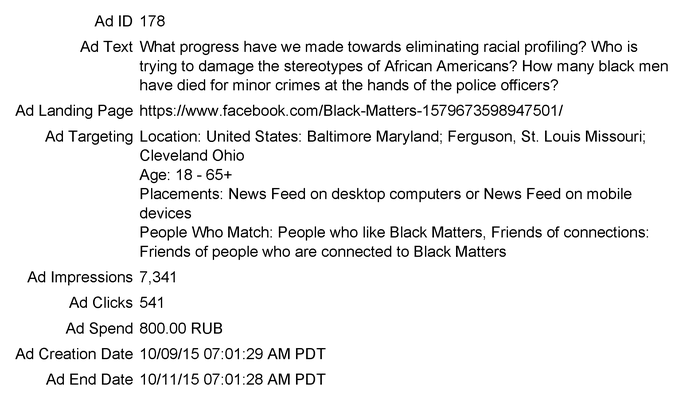 Ad ID 178
Ad Text What progress have we made towards eliminating racial profiling? Who is
trying to damage the stereotypes of African Americans? How many black men
have died for minor crimes at the hands of the police officers?
Ad Landing Page https://www.facebook.com/Black-Matters-1579673598947501/
Ad Targeting Location: United States: Baltimore Maryland; Ferguson, St. Louis Missouri;
Cleveland Ohio
Age: 18 - 65+
Placements: News Feed on desktop computers or News Feed on mobile
devices
People Who Match: People who like Black Matters, Friends of connections:
Friends of people who are connected to Black Matters
Ad Impressions 7,341
Ad Clicks 541
Ad Spend 800.00 RUB
Ad Creation Date 10/09/15 07:01:29 AM PDT
Ad End Date 10/11/15 07:01:28 AM PDT